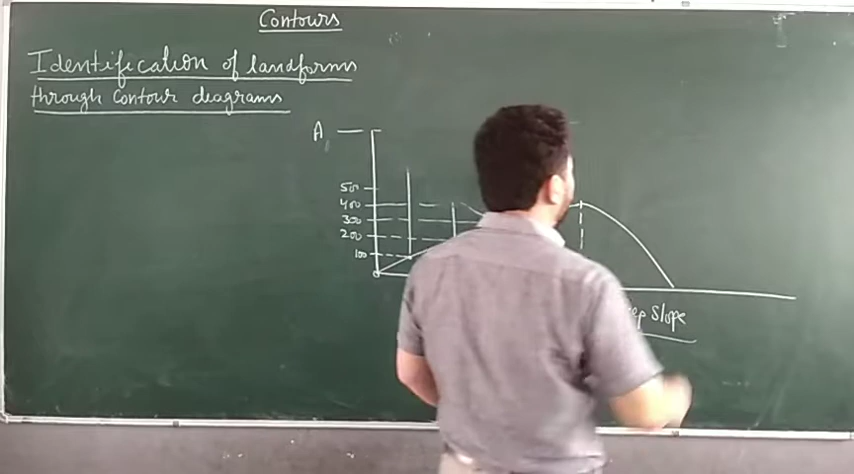 Contours
Identification of landforms
through Contour diagrams
A
500
400
300
200
100
Slope